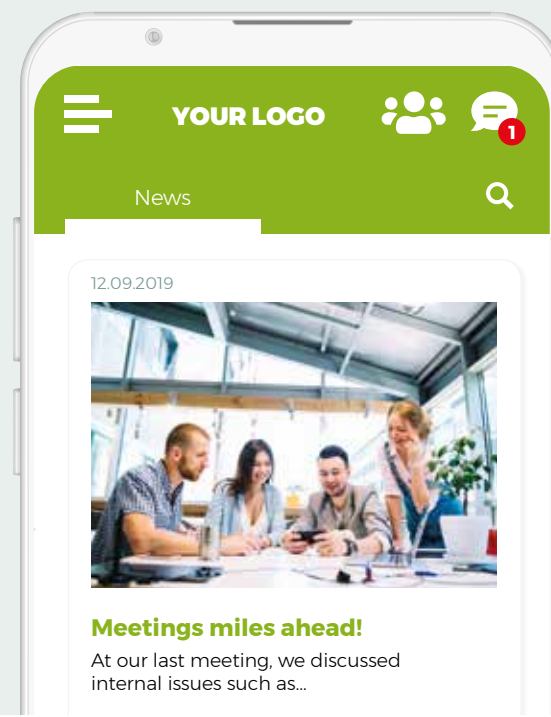 YOUR LOGO
1
News
12.09.2019
Meetings miles ahead!
At our last meeting, we discussed
internal issues such as...